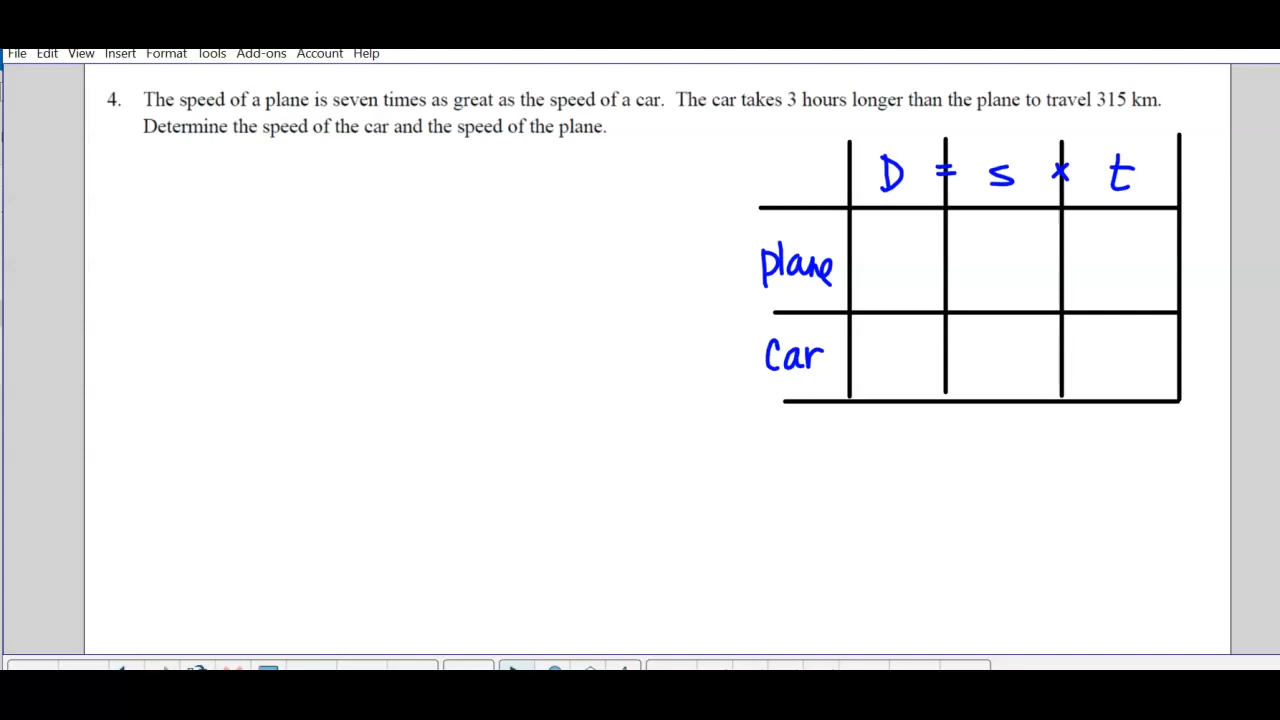 File Edit View Insert Format Tools Add-ons Account Help
4. The speed of a plane is seven times as great as the speed of a car. The car takes 3 hours longer than the plane to travel 315 km.
Determine the speed of the car and the speed of the plane.
D = s × t
plane
car